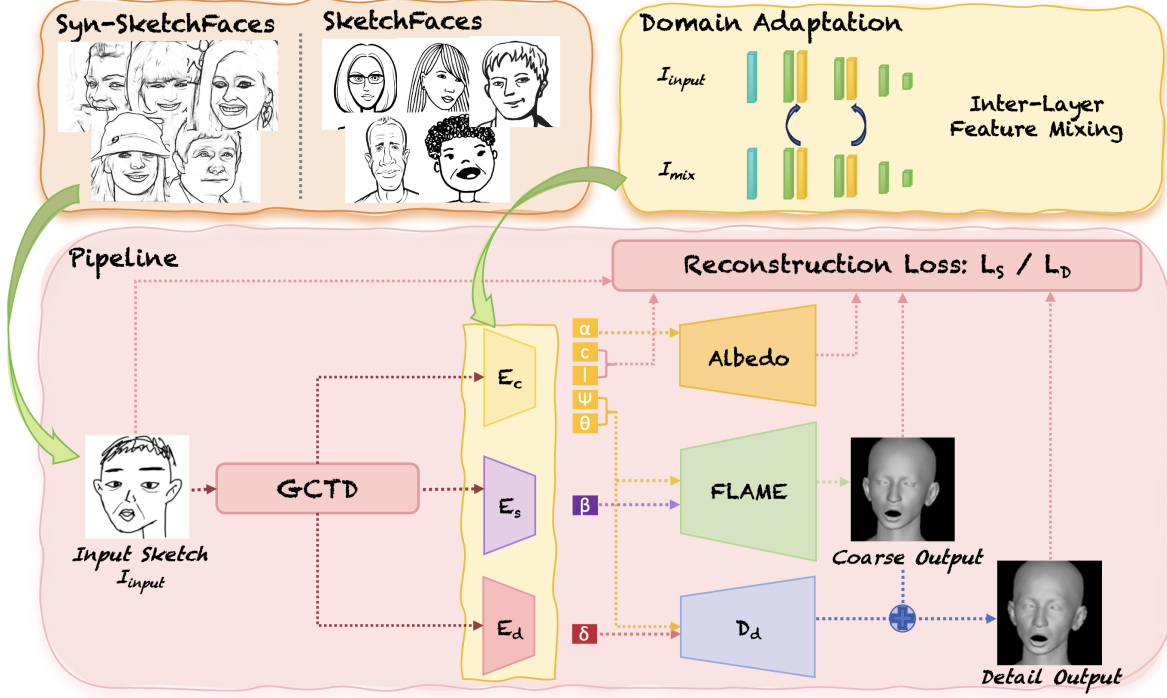 Syn-SketchFaces
SketchFaces
Domain Adaptation
I_input
Inter-Layer
Feature Mixing
I_mix
Pipeline
Reconstruction Loss: L_S / L_D
α
c
l
ψ
θ
Albedo
E_c
GCTD
E_s
β
FLAME
Input Sketch
I_input
Coarse Output
E_d
δ
D_d
Detail Output